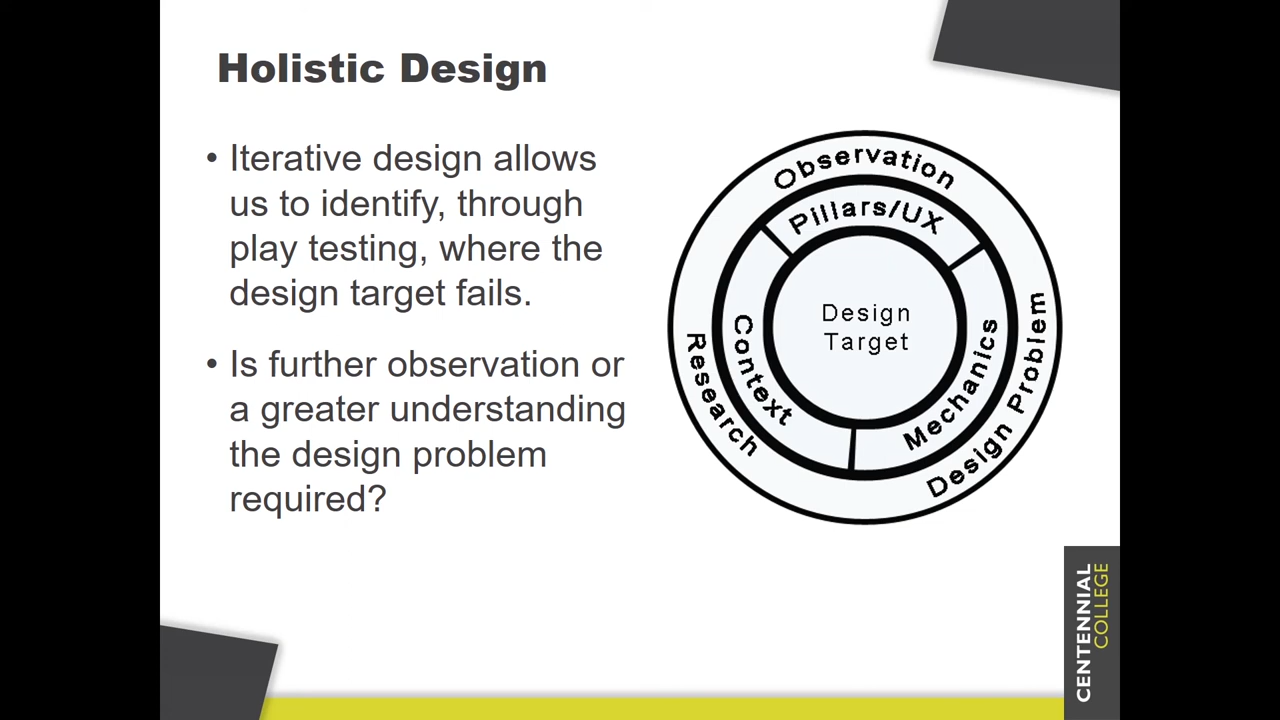 Holistic Design
• Iterative design allows
us to identify, through
play testing, where the
design target fails.
• Is further observation or
a greater understanding
the design problem
required?
Observation
Pillars/UX
Design
Target
Context
Mechanics
Research
Design Problem
CENTENNIAL
COLLEGE